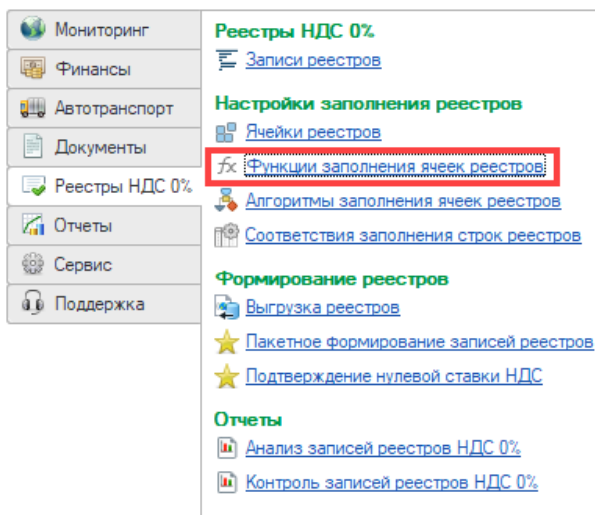 Мониторинг
Финансы
Автотранспорт
Документы
Реестры НДС 0%
Отчеты
Сервис
Поддержка
Реестры НДС 0%
Записи реестров
Настройки заполнения реестров
Ячейки реестров
Функции заполнения ячеек реестров
Алгоритмы заполнения ячеек реестров
Соответствия заполнения строк реестров
Формирование реестров
Выгрузка реестров
Пакетное формирование записей реестров
Подтверждение нулевой ставки НДС
Отчеты
Анализ записей реестров НДС 0%
Контроль записей реестров НДС 0%